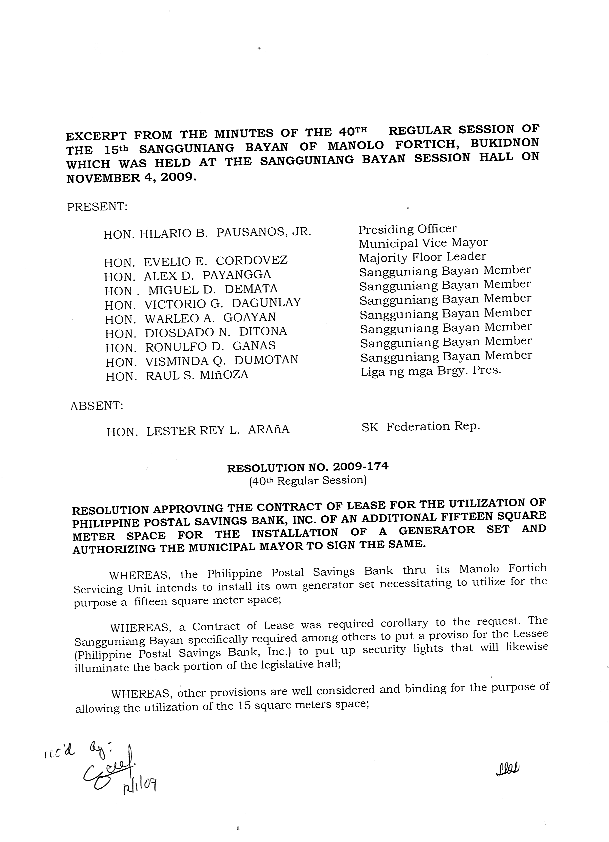 EXCERPT FROM THE MINUTES OF THE 40TH REGULAR SESSION OF
THE 15th SANGGUNIANG BAYAN OF MANOLO FORTICH, BUKIDNON
WHICH WAS HELD AT THE SANGGUNIANG BAYAN SESSION HALL ON
NOVEMBER 4, 2009.
PRESENT:
HON. HILARIO B. PAUSANOS, JR. Presiding Officer
Municipal Vice Mayor
HON. EVELIO E. CORDOVEZ Majority Floor Leader
HON. ALEX D. PAYANGGA Sangguniang Bayan Member
HON. MIGUEL D. DEMATA Sangguniang Bayan Member
HON. VICTORIO G. DAGUNLAY Sangguniang Bayan Member
HON. WARLEO A. GOAYAN Sangguniang Bayan Member
HON. DIOSDADO N. DITONA Sangguniang Bayan Member
HON. RONULFO D. GANAS Sangguniang Bayan Member
HON. VISMINDA Q. DUMOTAN Sangguniang Bayan Member
HON. RAUL S. MIñOZA Liga ng mga Brgy. Pres.
ABSENT:
HON. LESTER REY L. ARAñA SK Federation Rep.
RESOLUTION NO. 2009-174
(40th Regular Session)
RESOLUTION APPROVING THE CONTRACT OF LEASE FOR THE UTILIZATION OF
PHILIPPINE POSTAL SAVINGS BANK, INC. OF AN ADDITIONAL FIFTEEN SQUARE
METER SPACE FOR THE INSTALLATION OF A GENERATOR SET AND
AUTHORIZING THE MUNICIPAL MAYOR TO SIGN THE SAME.
WHEREAS, the Philippine Postal Savings Bank thru its Manolo Fortich
Servicing Unit intends to install its own generator set necessitating to utilize for the
purpose a fifteen square meter space;
WHEREAS, a Contract of Lease was required corollary to the request. The
Sangguniang Bayan specifically required among others to put a proviso for the Lessee
(Philippine Postal Savings Bank, Inc.) to put up security lights that will likewise
illuminate the back portion of the legislative hall;
WHEREAS, other provisions are well considered and binding for the purpose of
allowing the utilization of the 15 square meters space;
rec'd by:
12/1/09